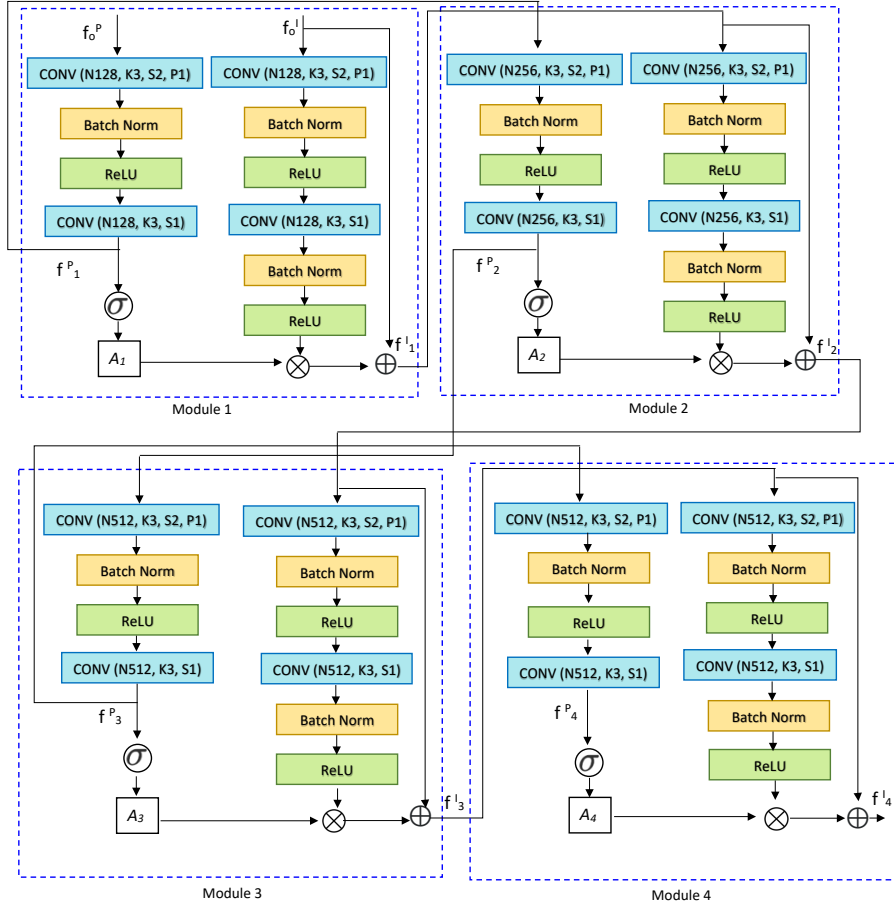 f₀ᴾ
f₀ᴵ
CONV (N128, K3, S2, P1)
Batch Norm
ReLU
CONV (N128, K3, S1)
fᴾ₁
σ
A₁
CONV (N128, K3, S2, P1)
Batch Norm
ReLU
CONV (N128, K3, S1)
Batch Norm
ReLU
fᴵ₁
Module 1
CONV (N256, K3, S2, P1)
Batch Norm
ReLU
CONV (N256, K3, S1)
fᴾ₂
σ
A₂
CONV (N256, K3, S2, P1)
Batch Norm
ReLU
CONV (N256, K3, S1)
Batch Norm
ReLU
fᴵ₂
Module 2
CONV (N512, K3, S2, P1)
Batch Norm
ReLU
CONV (N512, K3, S1)
fᴾ₃
σ
A₃
CONV (N512, K3, S2, P1)
Batch Norm
ReLU
CONV (N512, K3, S1)
Batch Norm
ReLU
fᴵ₃
Module 3
CONV (N512, K3, S2, P1)
Batch Norm
ReLU
CONV (N512, K3, S1)
fᴾ₄
σ
A₄
CONV (N512, K3, S2, P1)
Batch Norm
ReLU
CONV (N512, K3, S1)
Batch Norm
ReLU
fᴵ₄
Module 4